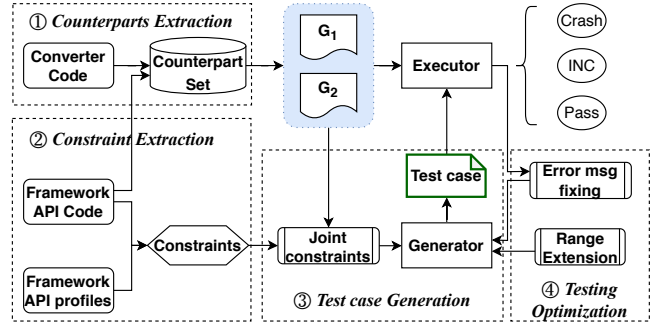 ① Counterparts Extraction
Converter
Code
Counterpart
Set
G1
G2
Executor
Crash
INC
Pass
② Constraint Extraction
Framework
API Code
Framework
API profiles
Constraints
Joint
constraints
Test case
Generator
③ Test case Generation
Error msg
fixing
Range
Extension
④ Testing
Optimization